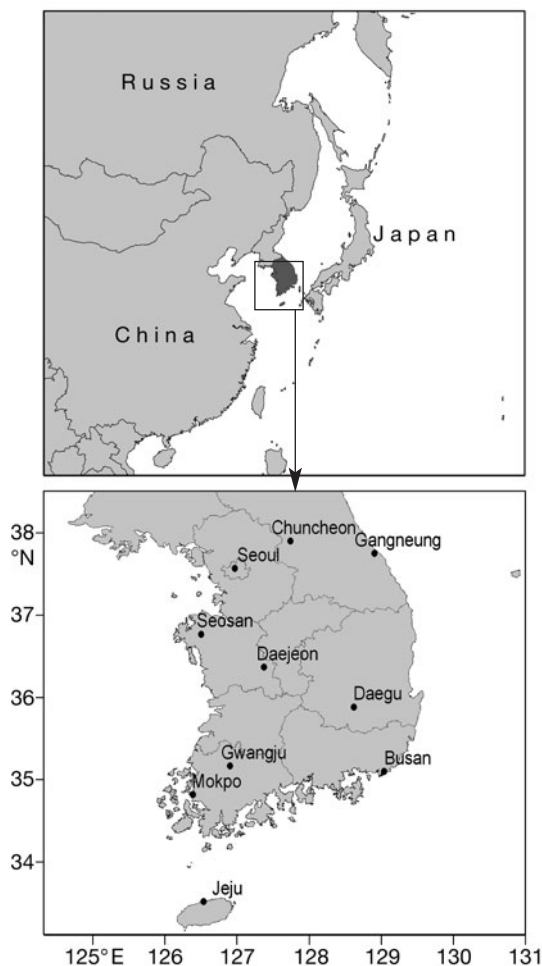 Russia
Japan
China
38
°N
Chuncheon
Gangneung
Seoul
37
Seosan
Daejeon
36
Daegu
Gwangju
Busan
35
Mokpo
34
Jeju
125°E 126 127 128 129 130 131